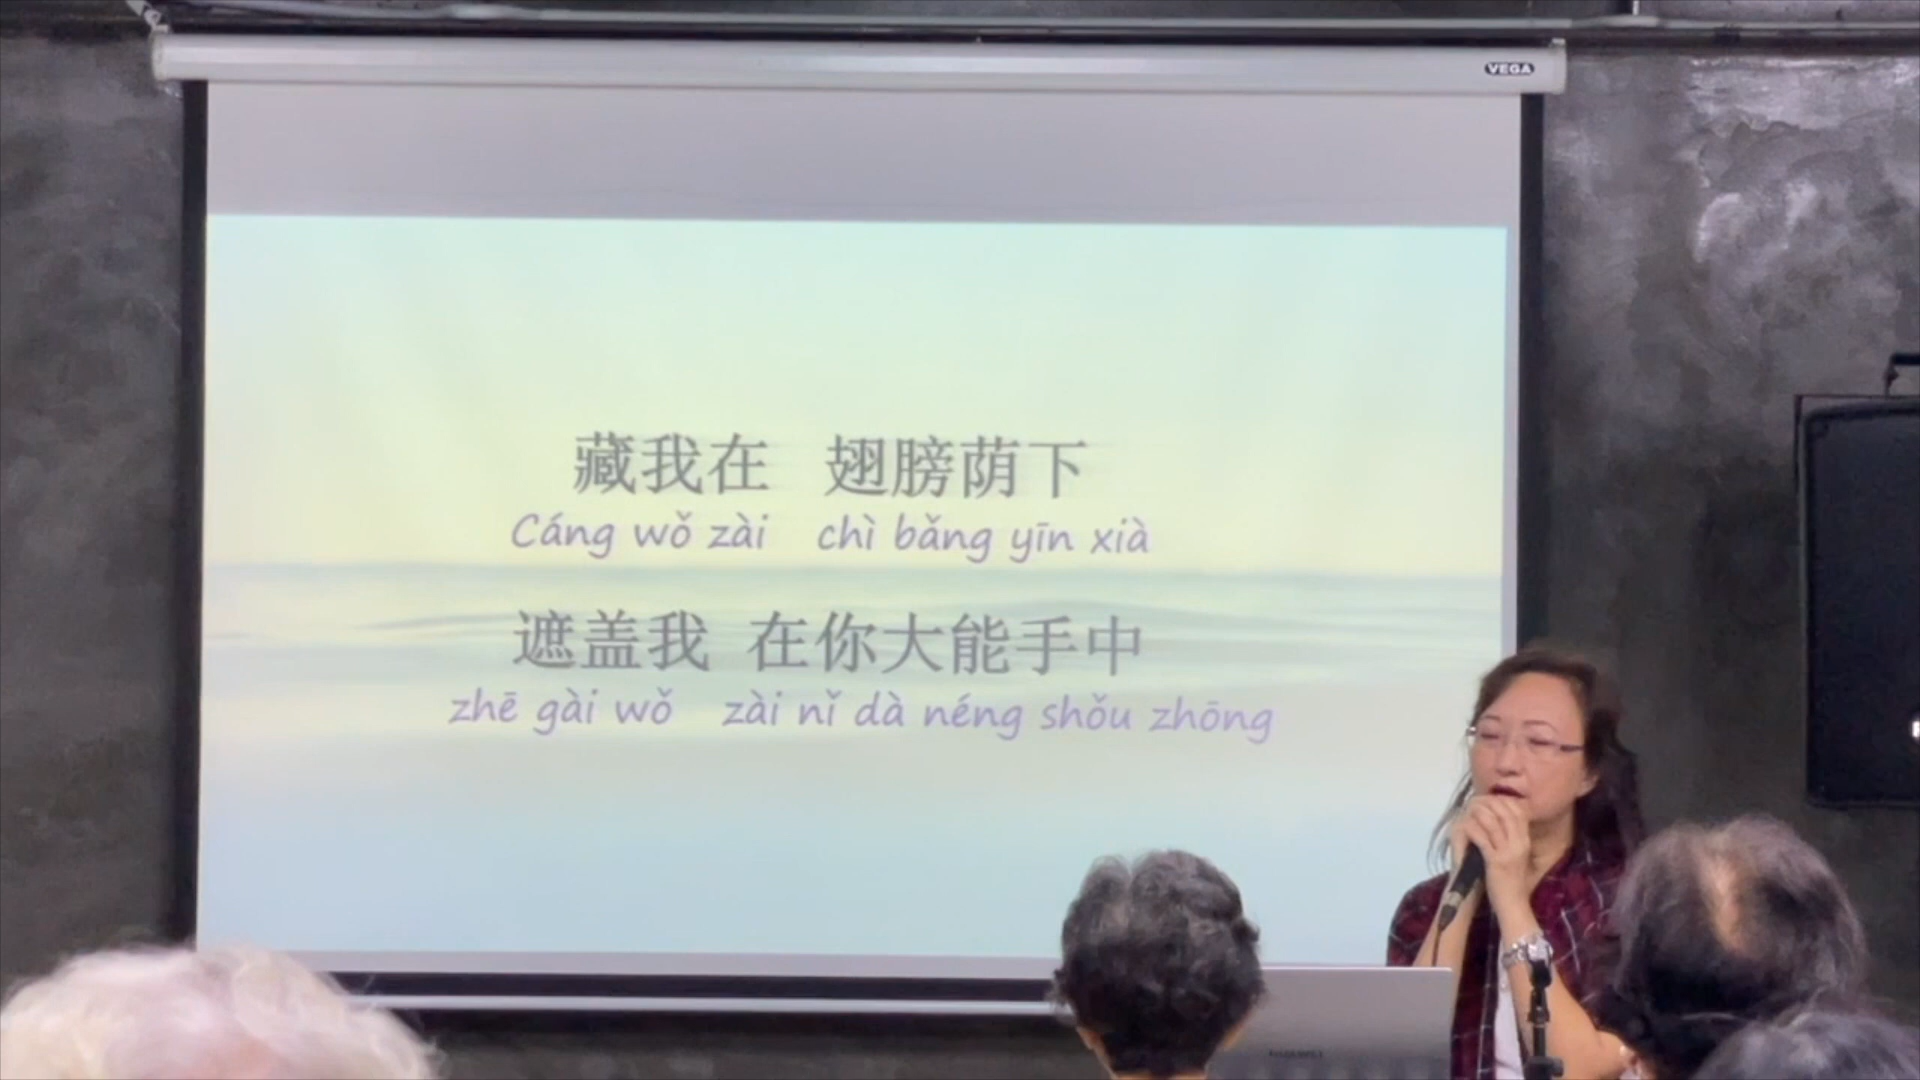 VEGA
藏我在 翅膀荫下
Cáng wǒ zài chì bǎng yīn xià
遮盖我 在你大能手中
zhē gài wǒ zài nǐ dà néng shǒu zhōng